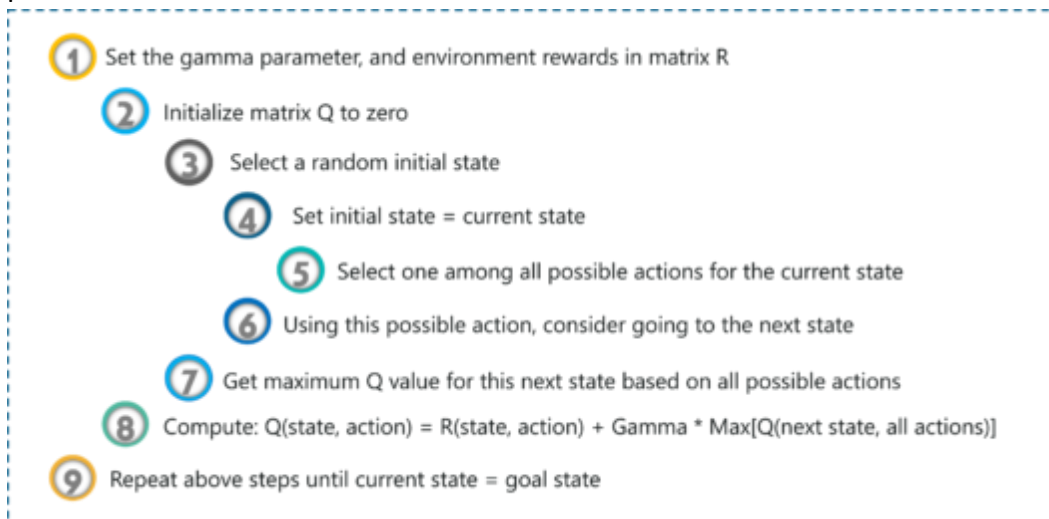 1 Set the gamma parameter, and environment rewards in matrix R
2 Initialize matrix Q to zero
3 Select a random initial state
4 Set initial state = current state
5 Select one among all possible actions for the current state
6 Using this possible action, consider going to the next state
7 Get maximum Q value for this next state based on all possible actions
8 Compute: Q(state, action) = R(state, action) + Gamma * Max[Q(next state, all actions)]
9 Repeat above steps until current state = goal state